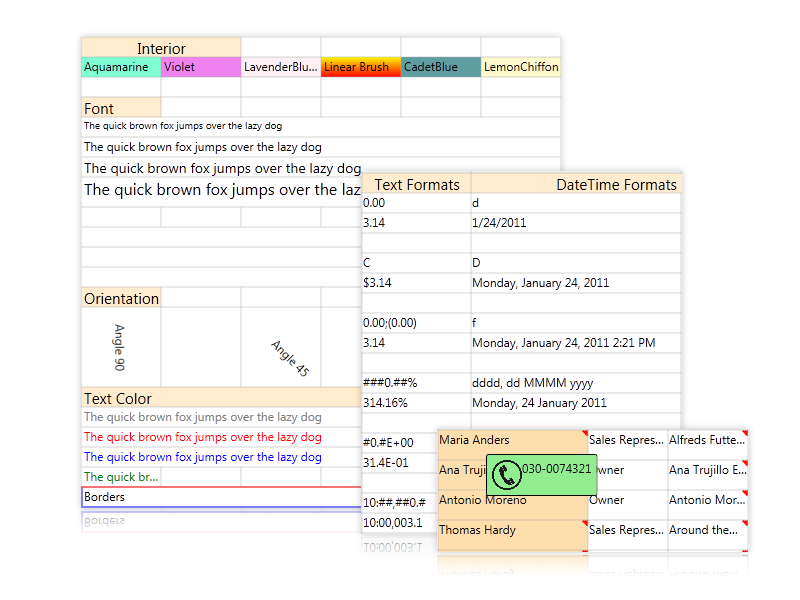 Interior
Aquamarine Violet LavenderBlu... Linear Brush CadetBlue LemonChiffon
Font
The quick brown fox jumps over the lazy dog
The quick brown fox jumps over the lazy dog
The quick brown fox jumps over the lazy dog
The quick brown fox jumps over the laz
Orientation
Angle 90
Angle 45
Text Color
The quick brown fox jumps over the lazy dog
The quick brown fox jumps over the lazy dog
The quick brown fox jumps over the lazy dog
The quick br...
Borders
Text Formats DateTime Formats
0.00 d
3.14 1/24/2011
C D
$3.14 Monday, January 24, 2011
0.00;(0.00) f
3.14 Monday, January 24, 2011 2:21 PM
###0.##% dddd, dd MMMM yyyy
314.16% Monday, 24 January 2011
#0.#E+00
31.4E-01
10:##,##0.#
10:00,003.1
Maria Anders Sales Repres... Alfreds Futte...
Ana Truji 030-0074321 wner Ana Trujillo E...
Antonio Moreno Owner Antonio Mor...
Thomas Hardy Sales Repres... Around the...